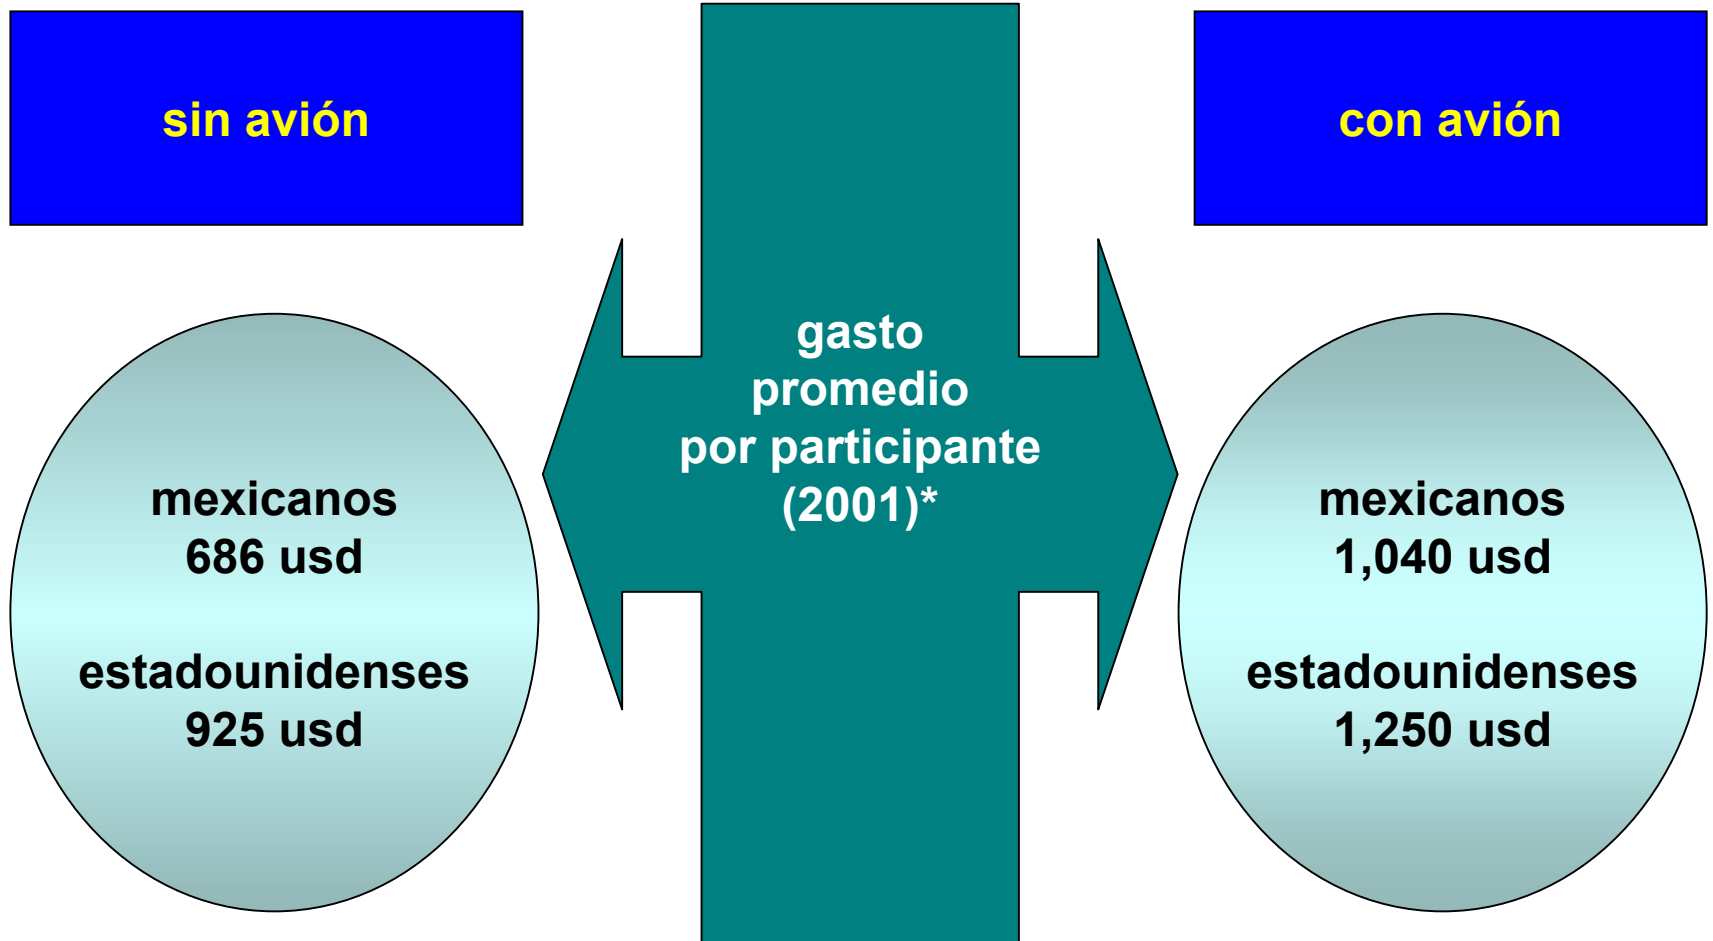 sin avión
con avión
gasto
promedio
por participante
(2001)*
mexicanos
686 usd
estadounidenses
925 usd
mexicanos
1,040 usd
estadounidenses
1,250 usd